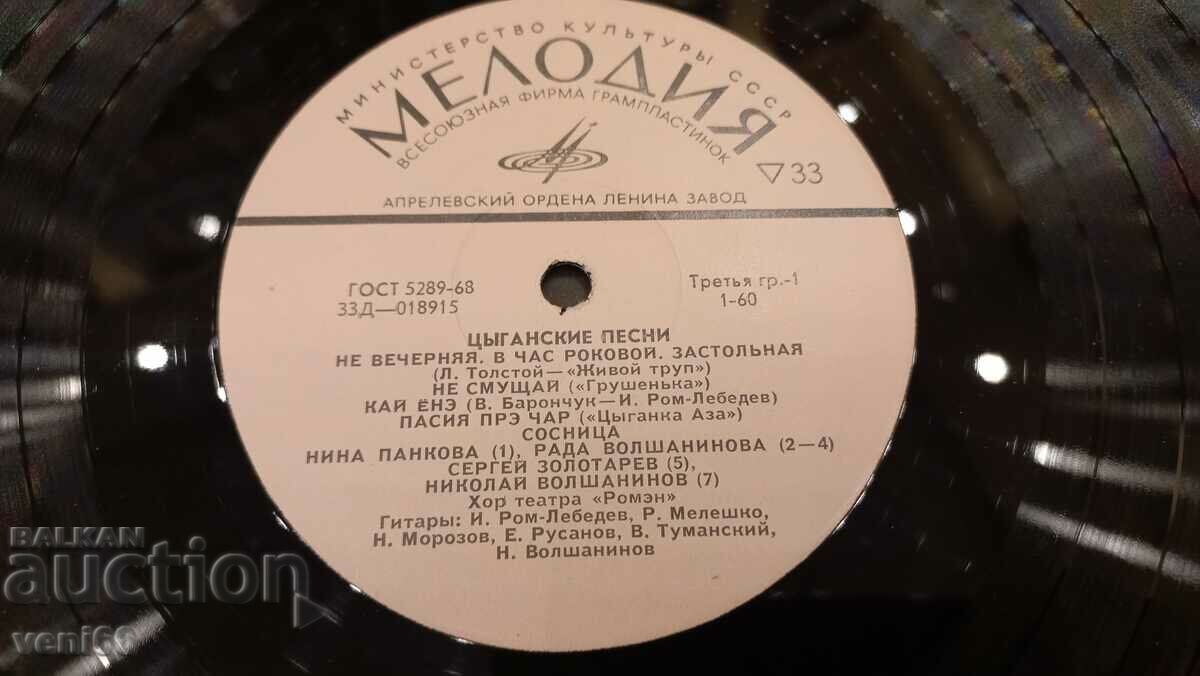 МИНИСТЕРСТВО КУЛЬТУРЫ СССР
МЕЛОДИЯ
ВСЕСОЮЗНАЯ ФИРМА ГРАМПЛАСТИНОК
▽33
АПРЕЛЕВСКИЙ ОРДЕНА ЛЕНИНА ЗАВОД
ГОСТ 5289-68
33Д—018915
Третья гр.-1
1-60
ЦЫГАНСКИЕ ПЕСНИ
НЕ ВЕЧЕРНЯЯ. В ЧАС РОКОВОЙ. ЗАСТОЛЬНАЯ
(Л. Толстой—«Живой труп»)
НЕ СМУЩАЙ («Грушенька»)
КАЙ ЁНЭ (В. Барончук—И. Ром-Лебедев)
ПАСИЯ ПРЭ ЧАР («Цыганка Аза»)
СОСНИЦА
НИНА ПАНКОВА (1), РАДА ВОЛШАНИНОВА (2—4)
СЕРГЕЙ ЗОЛОТАРЕВ (5),
НИКОЛАЙ ВОЛШАНИНОВ (7)
Хор театра «Ромэн»
Гитары: И. Ром-Лебедев, Р. Мелешко,
Н. Морозов, Е. Русанов, В. Туманский,
Н. Волшанинов
BALKAN
auction
veni69